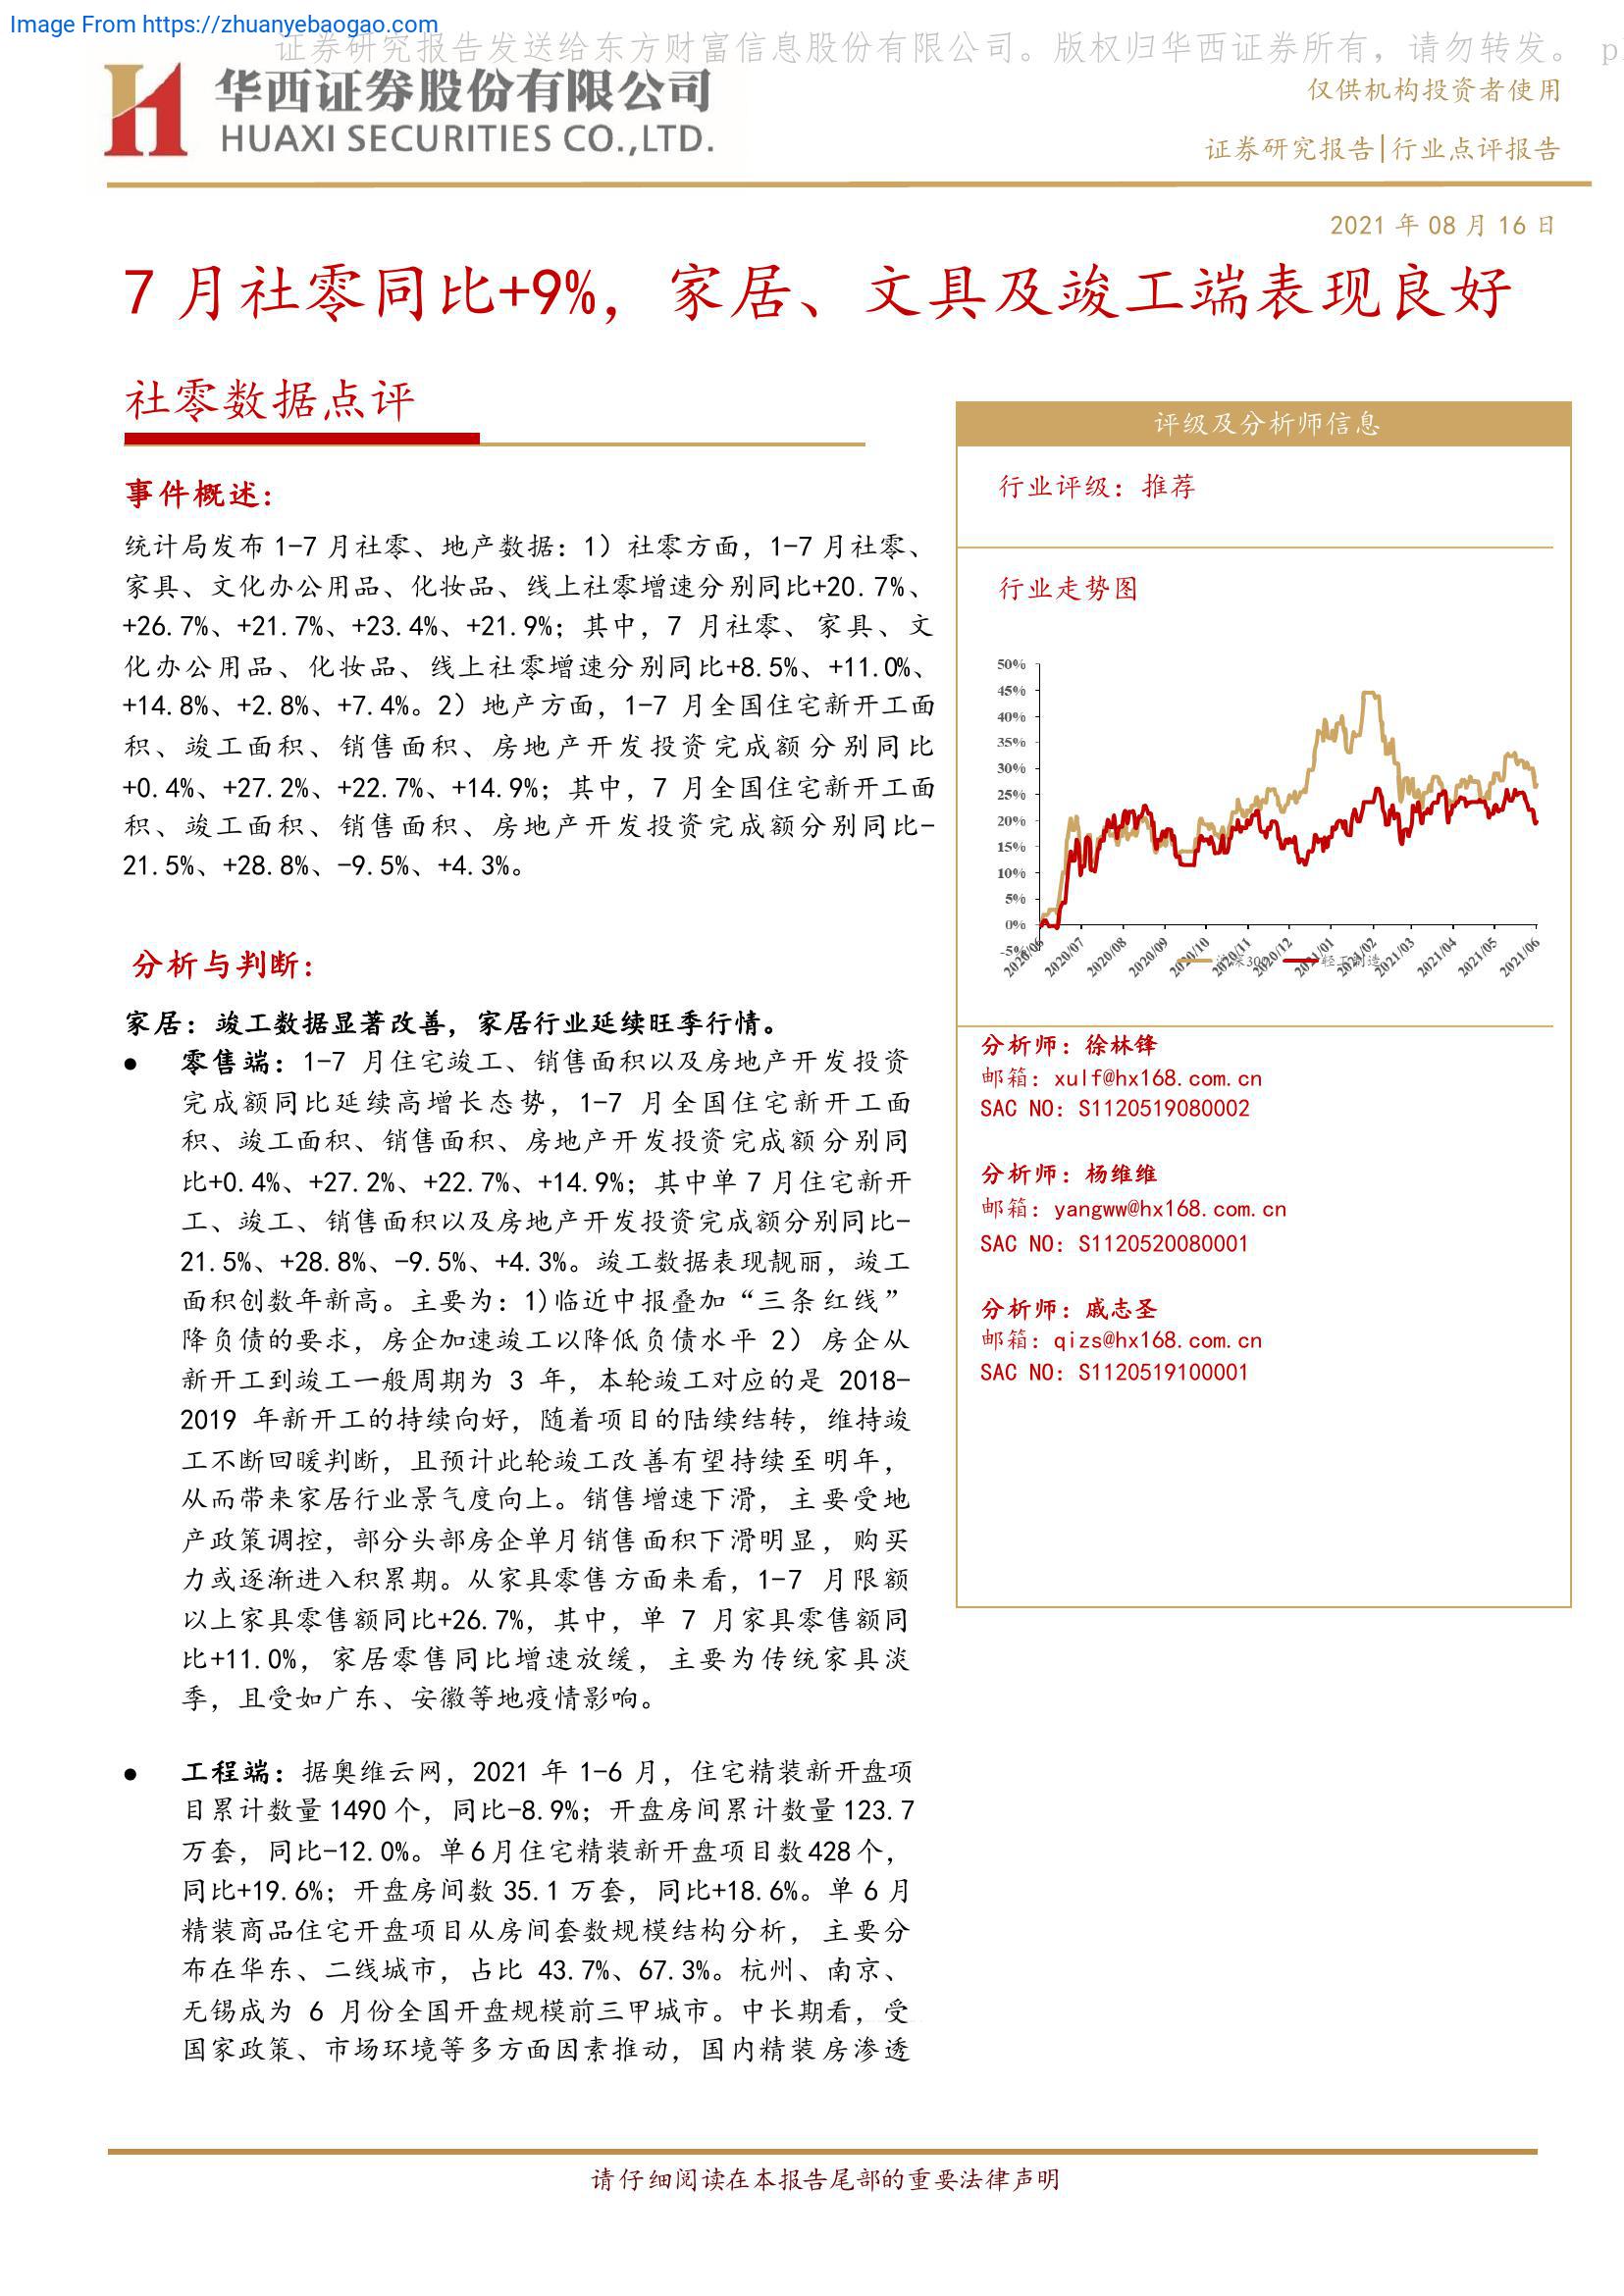 Image From https://zhuanyebaogao.com
证券研究报告发送给东方财富信息股份有限公司。版权归华西证券所有，请勿转发。 p
华西证券股份有限公司
HUAXI SECURITIES CO.,LTD.
仅供机构投资者使用
证券研究报告|行业点评报告
2021 年 08 月 16 日
7 月社零同比+9%，家居、文具及竣工端表现良好
社零数据点评
事件概述：
统计局发布 1-7 月社零、地产数据：1）社零方面，1-7 月社零、
家具、文化办公用品、化妆品、线上社零增速分别同比+20.7%、
+26.7%、+21.7%、+23.4%、+21.9%；其中，7 月社零、家具、文
化办公用品、化妆品、线上社零增速分别同比+8.5%、+11.0%、
+14.8%、+2.8%、+7.4%。2）地产方面，1-7 月全国住宅新开工面
积、竣工面积、销售面积、房地产开发投资完成额分别同比
+0.4%、+27.2%、+22.7%、+14.9%；其中，7 月全国住宅新开工面
积、竣工面积、销售面积、房地产开发投资完成额分别同比-
21.5%、+28.8%、-9.5%、+4.3%。
分析与判断：
家居：竣工数据显著改善，家居行业延续旺季行情。
● 零售端：1-7 月住宅竣工、销售面积以及房地产开发投资
完成额同比延续高增长态势，1-7 月全国住宅新开工面
积、竣工面积、销售面积、房地产开发投资完成额分别同
比+0.4%、+27.2%、+22.7%、+14.9%；其中单 7 月住宅新开
工、竣工、销售面积以及房地产开发投资完成额分别同比-
21.5%、+28.8%、-9.5%、+4.3%。竣工数据表现靓丽，竣工
面积创数年新高。主要为：1)临近中报叠加“三条红线”
降负债的要求，房企加速竣工以降低负债水平 2）房企从
新开工到竣工一般周期为 3 年，本轮竣工对应的是 2018-
2019 年新开工的持续向好，随着项目的陆续结转，维持竣
工不断回暖判断，且预计此轮竣工改善有望持续至明年，
从而带来家居行业景气度向上。销售增速下滑，主要受地
产政策调控，部分头部房企单月销售面积下滑明显，购买
力或逐渐进入积累期。从家具零售方面来看，1-7 月限额
以上家具零售额同比+26.7%，其中，单 7 月家具零售额同
比+11.0%，家居零售同比增速放缓，主要为传统家具淡
季，且受如广东、安徽等地疫情影响。
● 工程端：据奥维云网，2021 年 1-6 月，住宅精装新开盘项
目累计数量 1490 个，同比-8.9%；开盘房间累计数量 123.7
万套，同比-12.0%。单 6 月住宅精装新开盘项目数 428 个，
同比+19.6%；开盘房间数 35.1 万套，同比+18.6%。单 6 月
精装商品住宅开盘项目从房间套数规模结构分析，主要分
布在华东、二线城市，占比 43.7%、67.3%。杭州、南京、
无锡成为 6 月份全国开盘规模前三甲城市。中长期看，受
国家政策、市场环境等多方面因素推动，国内精装房渗透
评级及分析师信息
行业评级：推荐
行业走势图
50%
45%
40%
35%
30%
25%
20%
15%
10%
5%
0%
-5%
2020/06
2020/07
2020/08
2020/09
2020/10
2020/11
2020/12
2021/01
2021/02
2021/03
2021/04
2021/05
2021/06
沪深300
轻工制造
分析师：徐林锋
邮箱：xulf@hx168.com.cn
SAC NO：S1120519080002
分析师：杨维维
邮箱：yangww@hx168.com.cn
SAC NO：S1120520080001
分析师：戚志圣
邮箱：qizs@hx168.com.cn
SAC NO：S1120519100001
请仔细阅读在本报告尾部的重要法律声明